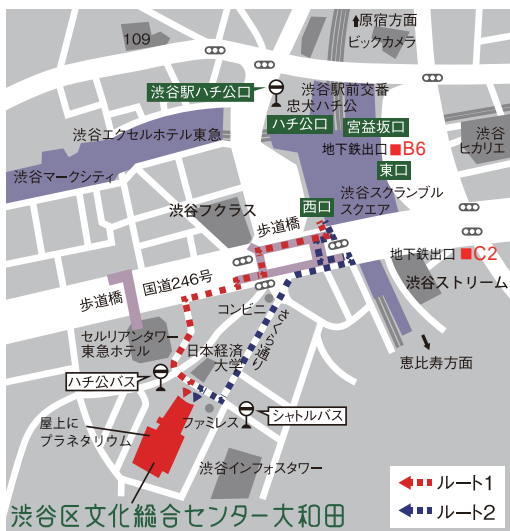 原宿方面
ビックカメラ
109
渋谷駅ハチ公口
渋谷駅前交番
忠犬ハチ公
ハチ公口
宮益坂口
渋谷エクセルホテル東急
地下鉄出口
B6
渋谷
ヒカリエ
東口
渋谷マークシティ
渋谷スクランブル
スクエア
西口
渋谷フクラス
歩道橋
地下鉄出口
C2
国道246号
渋谷ストリーム
歩道橋
コンビニ
さくら通り
セルリアンタワー
東急ホテル
日本経済
大学
恵比寿方面
ハチ公バス
シャトルバス
ファミレス
屋上に
プラネタリウム
渋谷インフォスタワー
ルート1
ルート2
渋谷区文化総合センター大和田